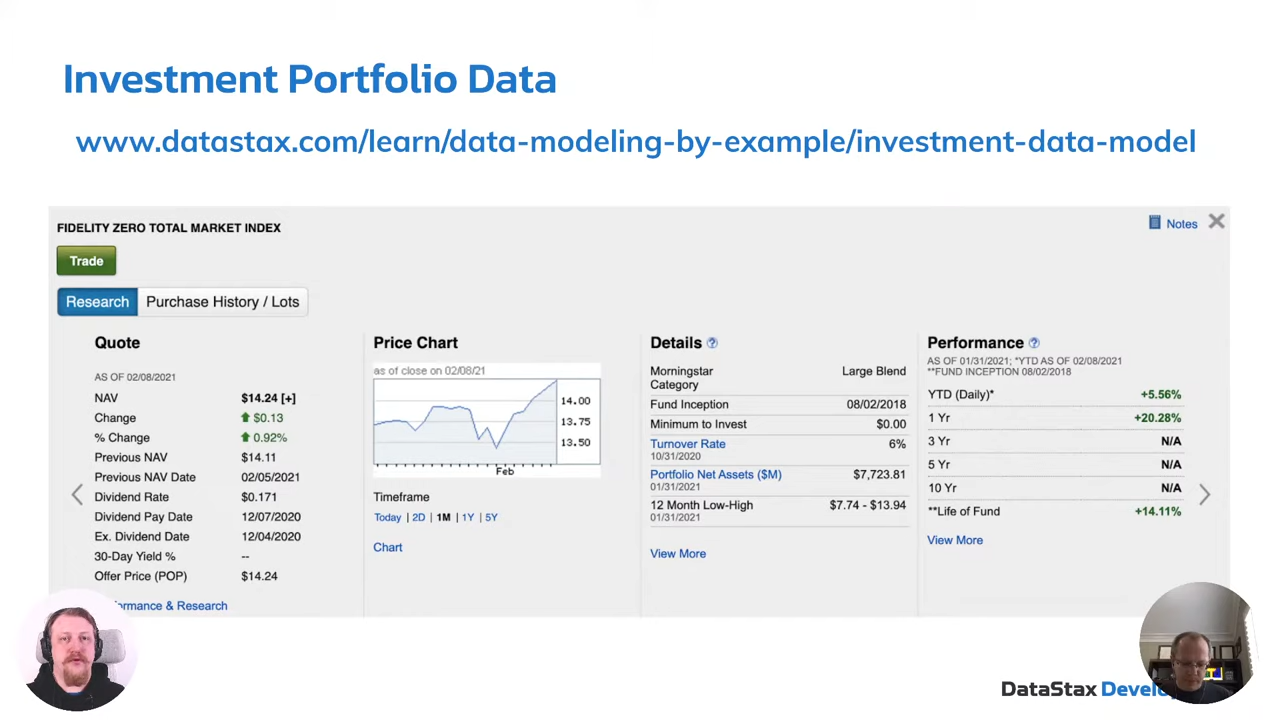 Investment Portfolio Data
www.datastax.com/learn/data-modeling-by-example/investment-data-model
FIDELITY ZERO TOTAL MARKET INDEX
Notes
Trade
Research
Purchase History / Lots
Quote
AS OF 02/08/2021
NAV $14.24 [+]
Change $0.13
% Change 0.92%
Previous NAV $14.11
Previous NAV Date 02/05/2021
Dividend Rate $0.171
Dividend Pay Date 12/07/2020
Ex. Dividend Date 12/04/2020
30-Day Yield % --
Offer Price (POP) $14.24
& Research
Price Chart
as of close on 02/08/21
14.00
13.75
13.50
Feb
Timeframe
Today | 2D | 1M | 1Y | 5Y
Chart
Details
Morningstar Large Blend
Category
Fund Inception 08/02/2018
Minimum to Invest $0.00
Turnover Rate 6%
10/31/2020
Portfolio Net Assets ($M) $7,723.81
01/31/2021
12 Month Low-High $7.74 - $13.94
01/31/2021
View More
Performance
AS OF 01/31/2021; *YTD AS OF 02/08/2021
**FUND INCEPTION 08/02/2018
YTD (Daily)* +5.56%
1 Yr +20.28%
3 Yr N/A
5 Yr N/A
10 Yr N/A
**Life of Fund +14.11%
View More
DataStax